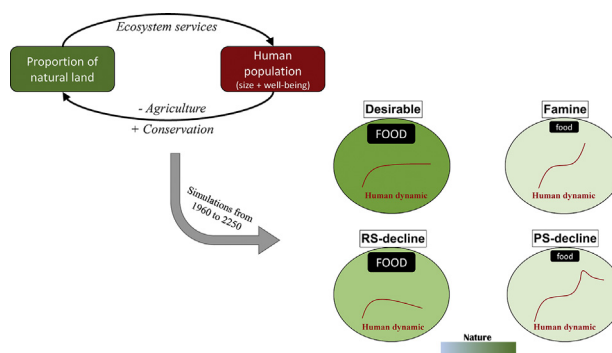 Ecosystem services
Proportion of
natural land
Human
population
(size + well-being)
- Agriculture
+ Conservation
Simulations from
1960 to 2250
Desirable
FOOD
Human dynamic
Famine
food
Human dynamic
RS-decline
FOOD
Human dynamic
PS-decline
food
Human dynamic
Nature